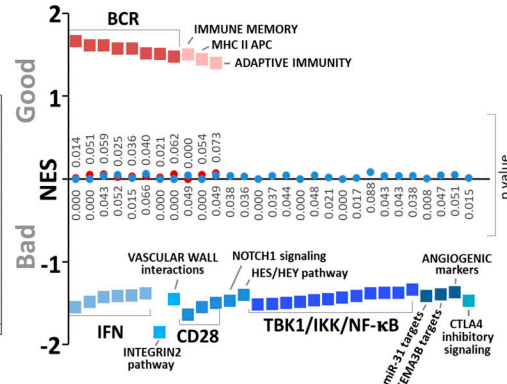 2
BCR
IMMUNE MEMORY
MHC II APC
ADAPTIVE IMMUNITY
Good
1
0.014 0.051 0.059 0.025 0.036 0.040 0.021 0.062 0.000 0.054 0.073
NES
p value
0.000 0.000 0.043 0.052 0.015 0.066 0.000 0.000 0.049 0.000 0.049 0.038 0.036 0.000 0.037 0.044 0.000 0.048 0.021 0.000 0.017 0.088 0.043 0.043 0.038 0.008 0.047 0.051 0.015
Bad
-1
VASCULAR WALL
interactions
NOTCH1 signaling
HES/HEY pathway
ANGIOGENIC
markers
IFN
CD28
TBK1/IKK/NF-κB
INTEGRIN2
pathway
miR-31 targets
EMA3B targets
CTLA4
inhibitory
signaling
-2